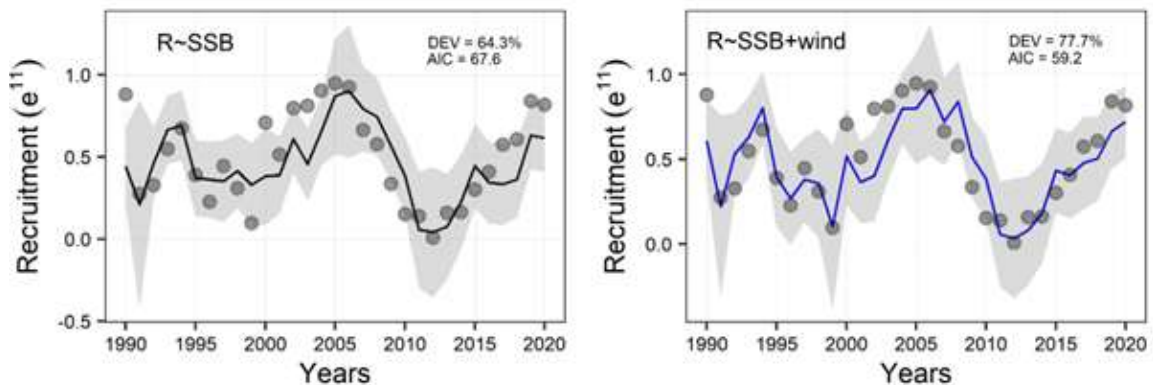 R~SSB
DEV = 64.3%
AIC = 67.6
Recruitment (e¹¹)
1.0
0.5
0.0
-0.5
1990 1995 2000 2005 2010 2015 2020
Years
R~SSB+wind
DEV = 77.7%
AIC = 59.2
Recruitment (e¹¹)
1.0
0.5
0.0
1990 1995 2000 2005 2010 2015 2020
Years